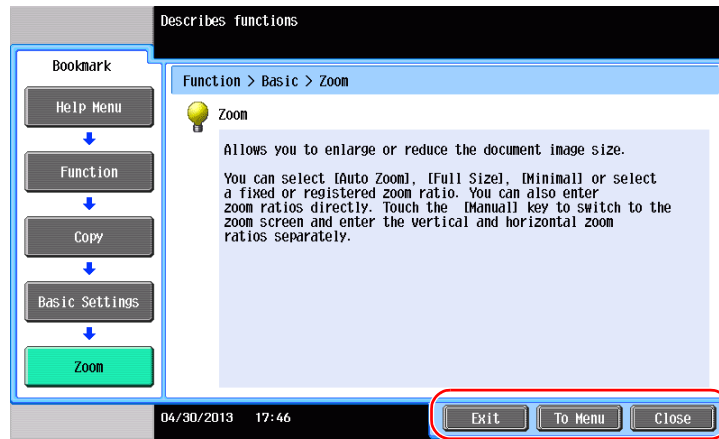 Describes functions
Bookmark
Help Menu
Function
Copy
Basic Settings
Zoom
Function > Basic > Zoom
Zoom
Allows you to enlarge or reduce the document image size.
You can select [Auto Zoom], [Full Size], [Minimal] or select
a fixed or registered zoom ratio. You can also enter
zoom ratios directly. Touch the [Manual] key to switch to the
zoom screen and enter the vertical and horizontal zoom
ratios separately.
04/30/2013 17:46
Exit
To Menu
Close